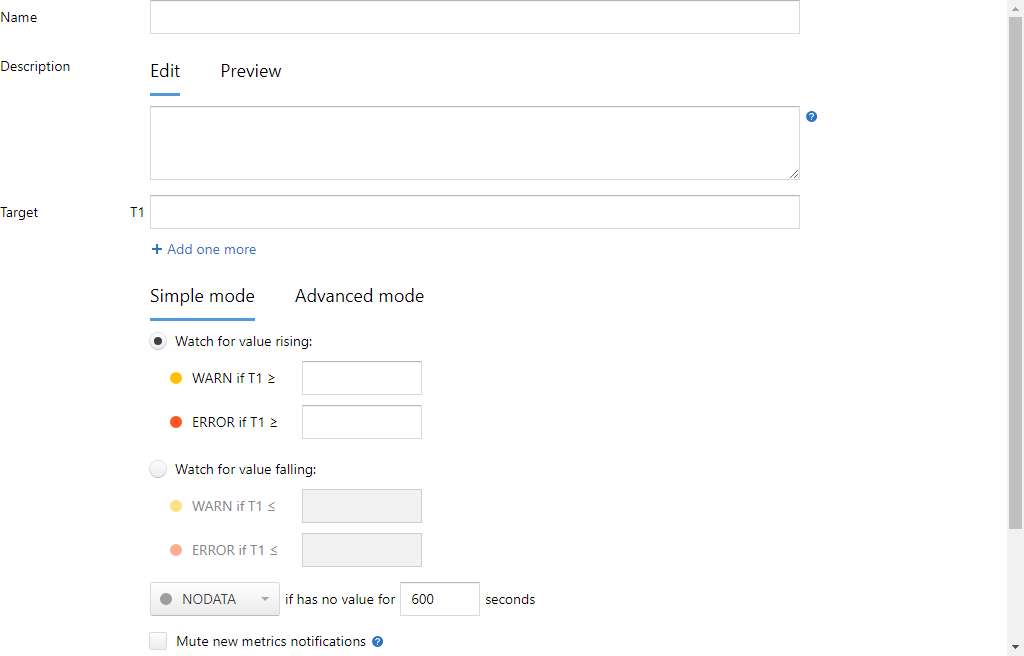 Name
Description
Edit Preview
?
Target T1
+ Add one more
Simple mode Advanced mode
Watch for value rising:
WARN if T1 ≥
ERROR if T1 ≥
Watch for value falling:
WARN if T1 ≤
ERROR if T1 ≤
NODATA if has no value for 600 seconds
Mute new metrics notifications ?